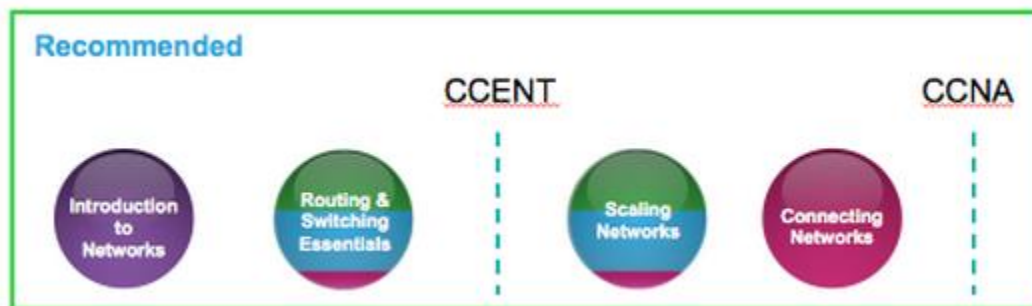 Recommended
CCENT
CCNA
Introduction
to
Networks
Routing &
Switching
Essentials
Scaling
Networks
Connecting
Networks